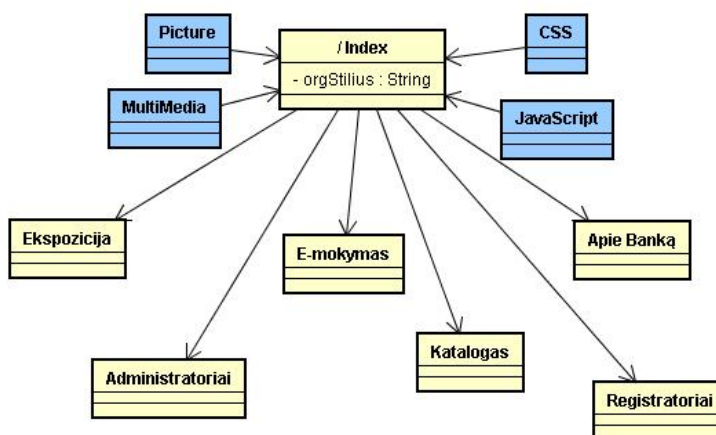 Picture
/ Index
CSS
- orgStilius : String
MultiMedia
JavaScript
Ekspozicija
E-mokymas
Apie Banką
Administratoriai
Katalogas
Registratoriai